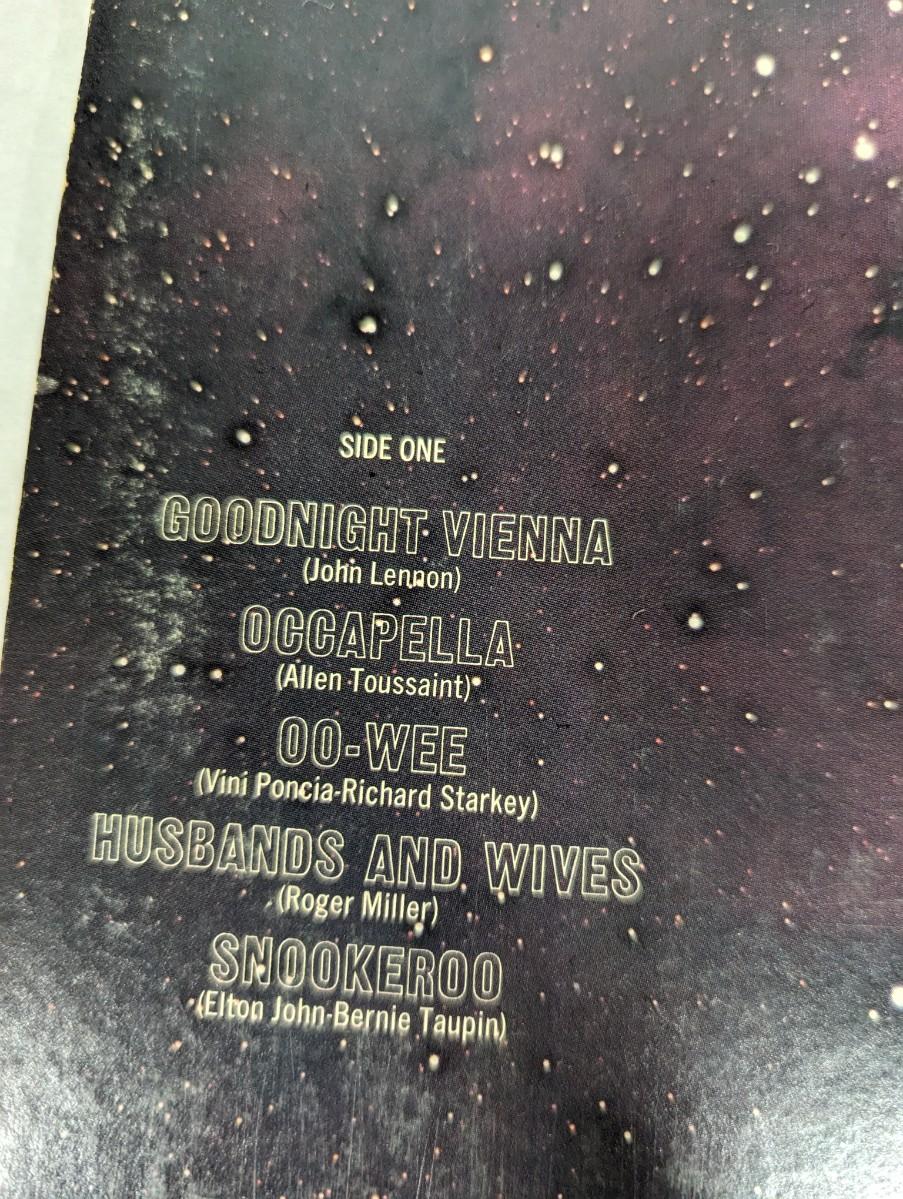 SIDE ONE
GOODNIGHT VIENNA
(John Lennon)
OCCAPELLA
(Allen Toussaint)
OO-WEE
(Vini Poncia-Richard Starkey)
HUSBANDS AND WIVES
(Roger Miller)
SNOOKEROO
(Elton John-Bernie Taupin)